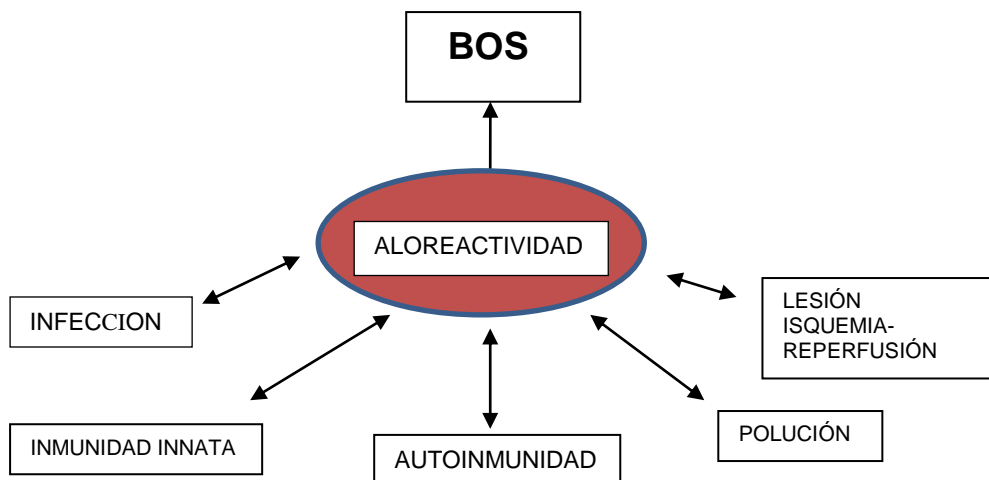 BOS
ALOREACTIVIDAD
INFECCION
LESIÓN
ISQUEMIA-
REPERFUSIÓN
INMUNIDAD INNATA
AUTOINMUNIDAD
POLUCIÓN